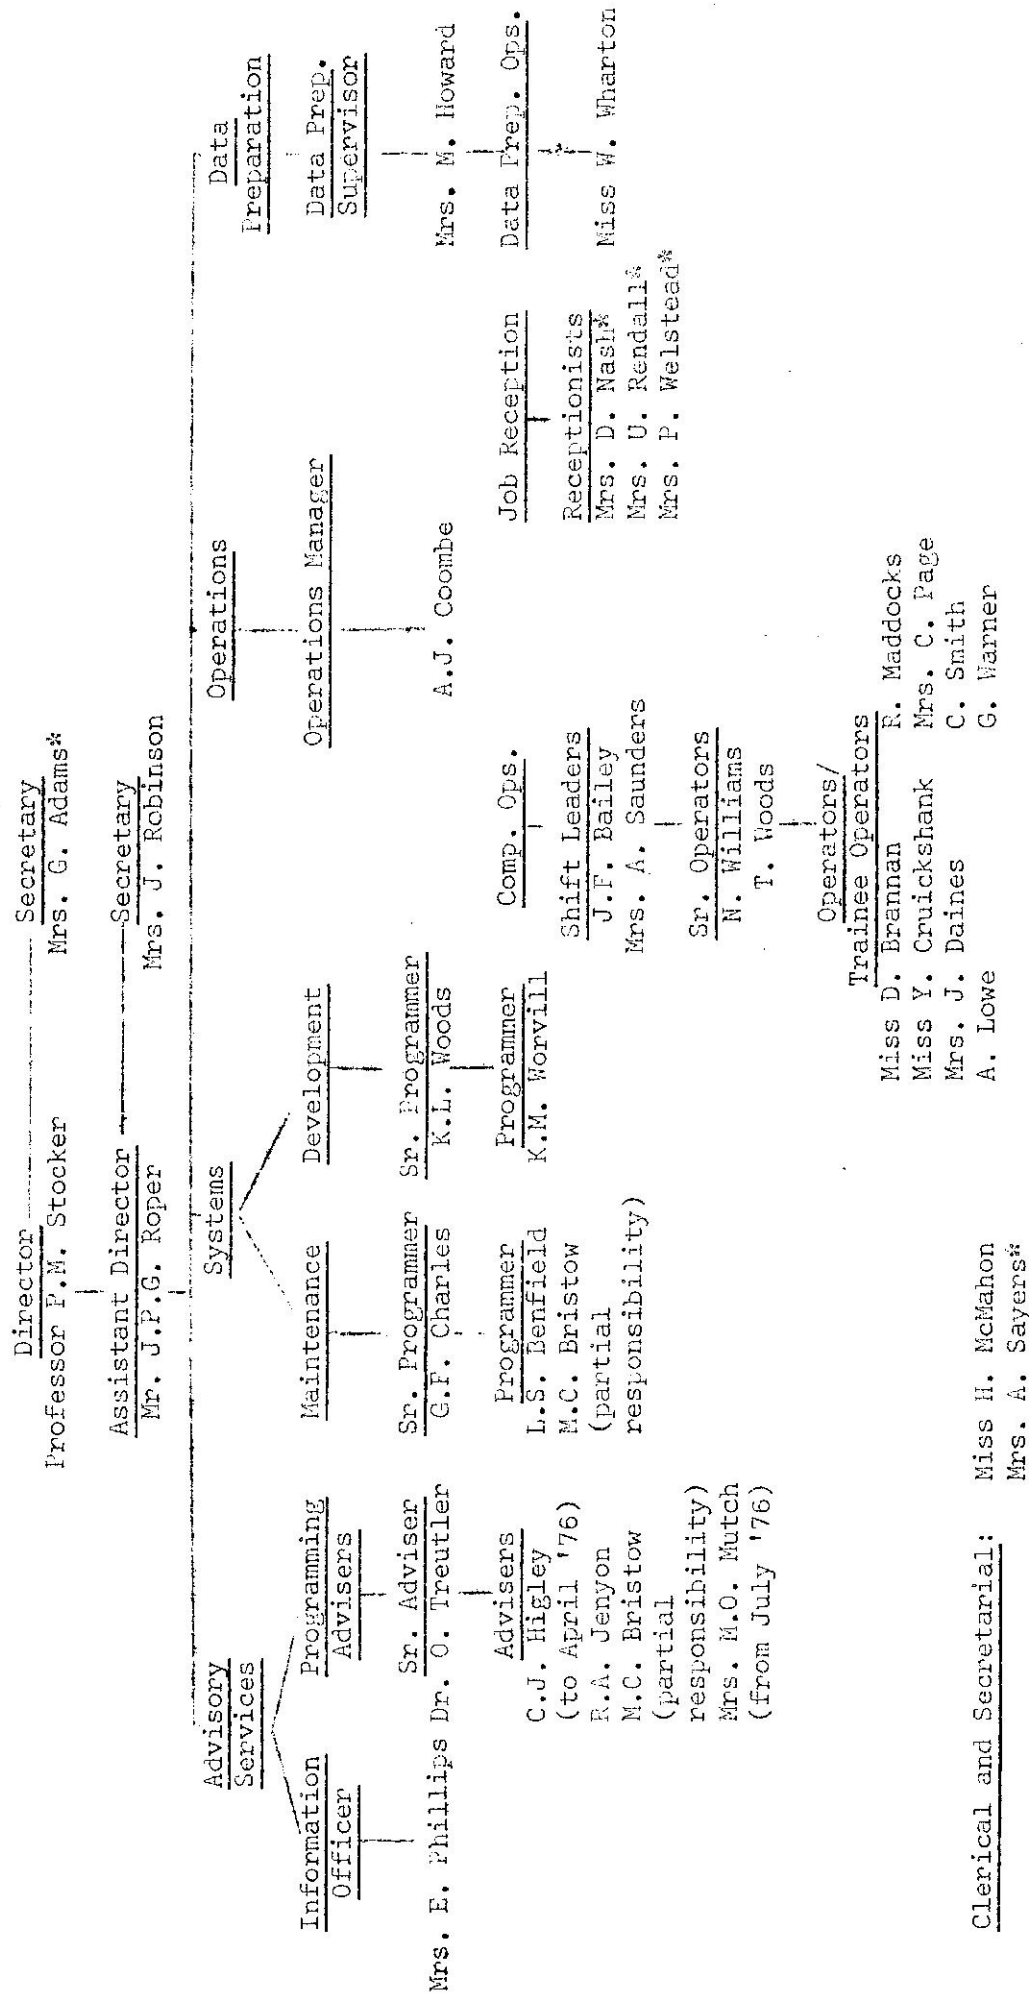 Director
Professor P.M. Stocker
Secretary
Mrs. G. Adams*
Assistant Director
Mr. J.P.G. Roper
Secretary
Mrs. J. Robinson
Advisory
Services
Information
Officer
Mrs. E. Phillips
Programming
Advisers
Sr. Adviser
Dr. O. Treutler
Advisers
C.J. Higley
(to April '76)
R.A. Jenyon
M.C. Bristow
(partial
responsibility)
Mrs. M.O. Mutch
(from July '76)
Systems
Maintenance
Sr. Programmer
G.F. Charles
Programmer
L.S. Benfield
M.C. Bristow
(partial
responsibility)
Development
Sr. Programmer
K.L. Woods
Programmer
K.M. Worvill
Operations
Operations Manager
A.J. Coombe
Comp. Ops.
Shift Leaders
J.F. Bailey
Mrs. A. Saunders
Sr. Operators
N. Williams
T. Woods
Operators/
Trainee Operators
Miss D. Brannan
Miss Y. Cruickshank
Mrs. J. Daines
A. Lowe
R. Maddocks
Mrs. C. Page
C. Smith
G. Warner
Job Reception
Receptionists
Mrs. D. Nash*
Mrs. U. Rendall*
Mrs. P. Welstead*
Data
Preparation
Data Prep.
Supervisor
Mrs. M. Howard
Data Prep. Ops.
Miss W. Wharton
Clerical and Secretarial:
Miss H. McMahon
Mrs. A. Sayers*